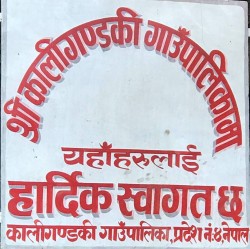 श्री कालीगण्डकी गाउँपालिकामा
यहाँहरुलाई
हार्दिक स्वागत छ
कालीगण्डकी गाउँपालिका, प्रदेश नं.४, नेपाल